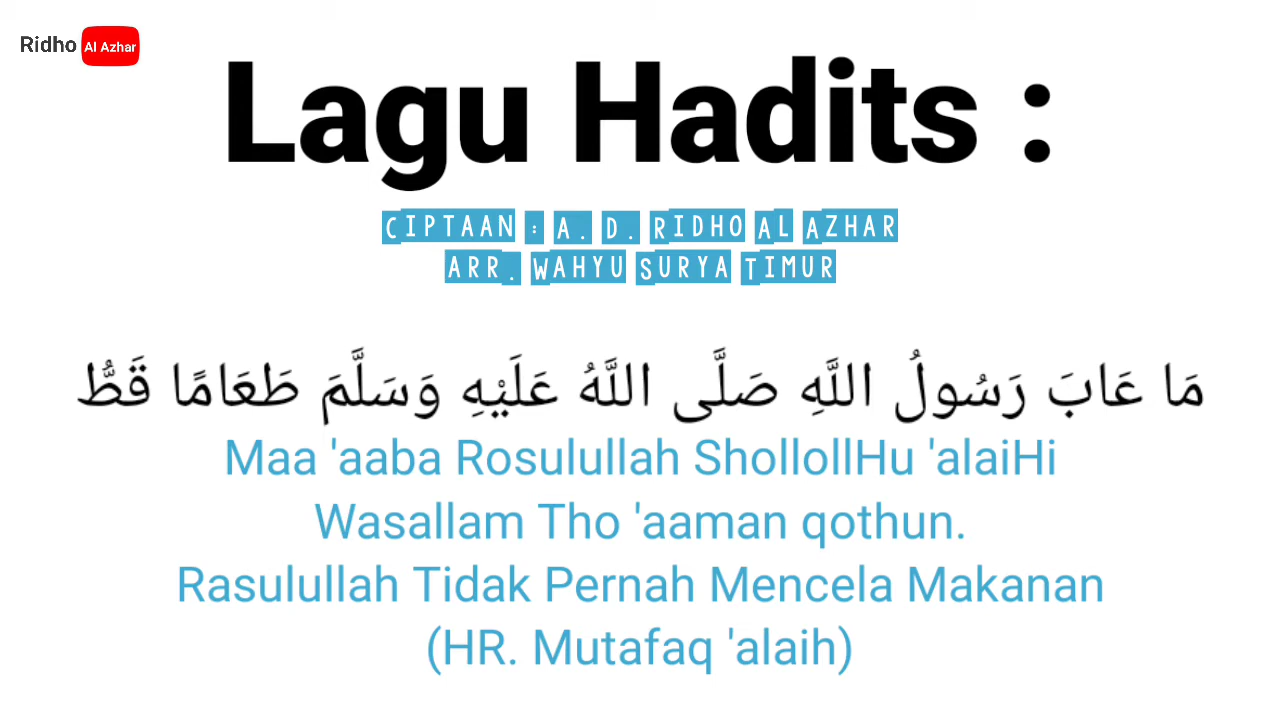 Ridho Al Azhar
Lagu Hadits :
CIPTAAN : A. D. RIDHO AL AZHAR
ARR. WAHYU SURYA TIMUR
مَا عَابَ رَسُولُ اللَّهِ صَلَّى اللَّهُ عَلَيْهِ وَسَلَّمَ طَعَامًا قَطُّ
Maa 'aaba Rosulullah ShollollHu 'alaiHi
Wasallam Tho 'aaman qothun.
Rasulullah Tidak Pernah Mencela Makanan
(HR. Mutafaq 'alaih)